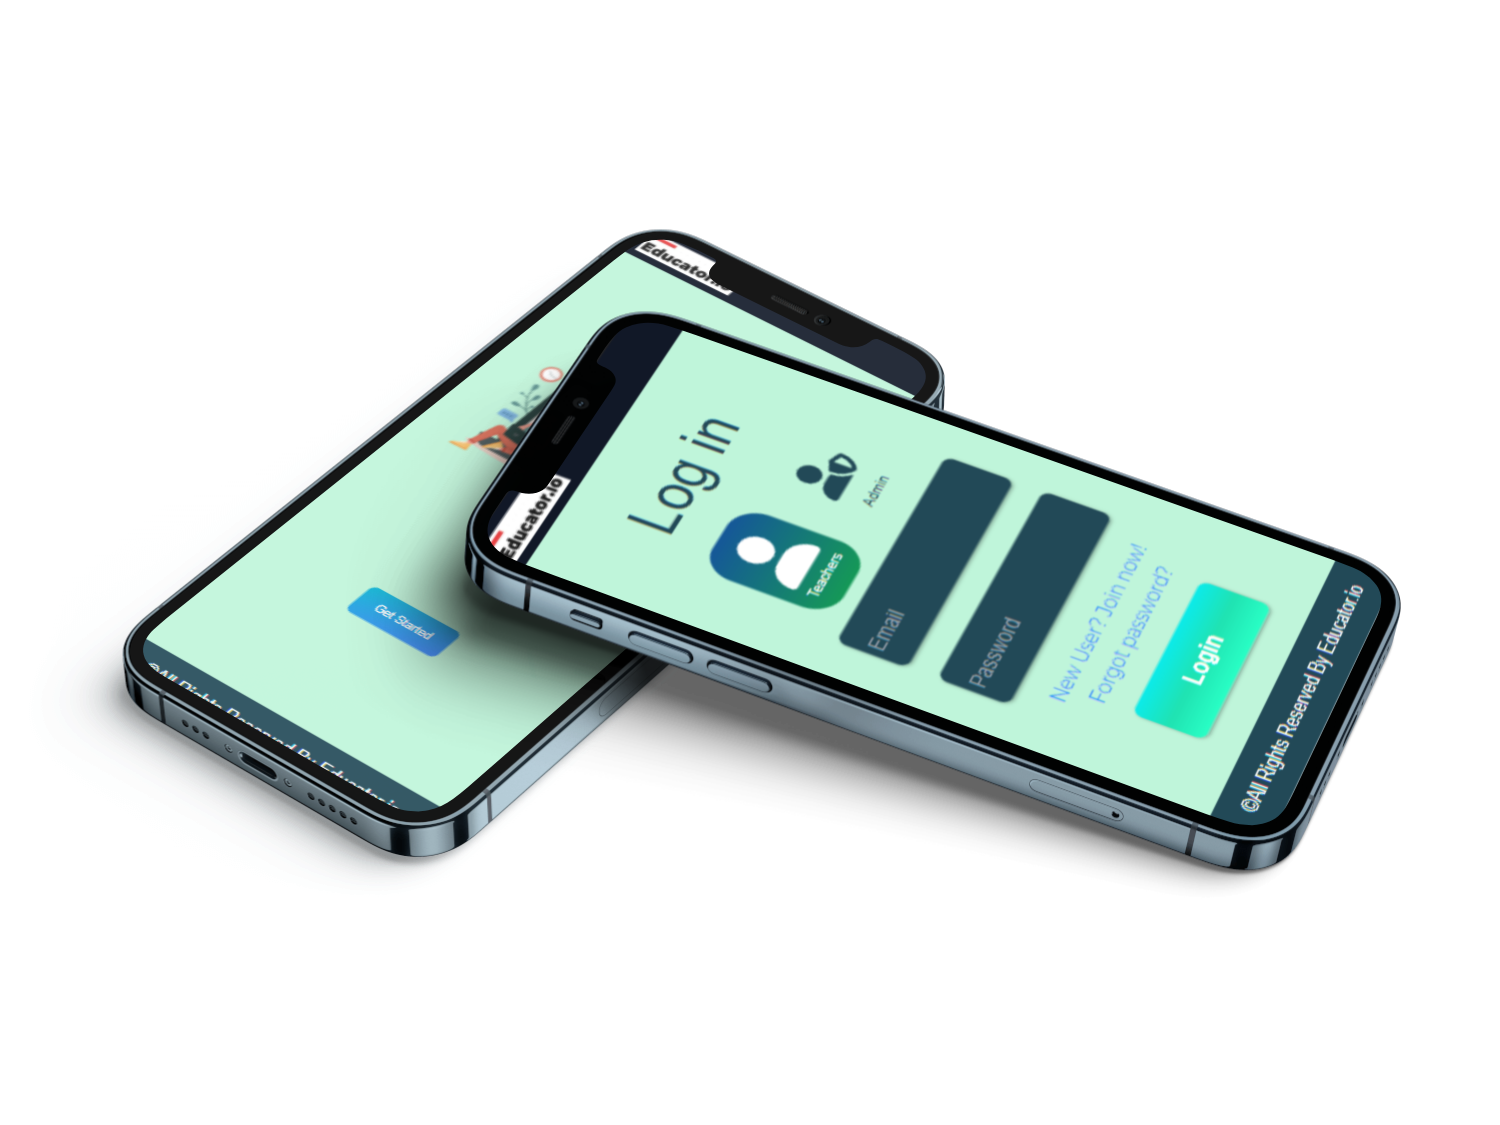 Educator.io
Get Started!
©All Rights Reserved By Educator.io
Educator.io
Log in
Teachers
Admin
Email
Password
New User? Join now!
Forgot password?
Login
©All Rights Reserved By Educator.io